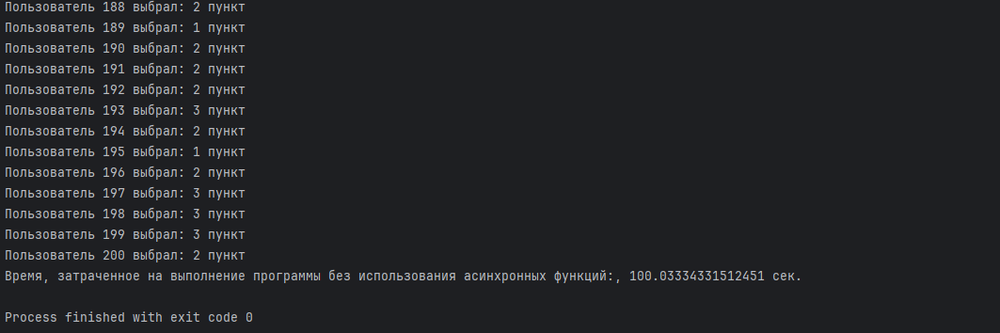 Пользователь 188 выбрал: 2 пункт
Пользователь 189 выбрал: 1 пункт
Пользователь 190 выбрал: 2 пункт
Пользователь 191 выбрал: 2 пункт
Пользователь 192 выбрал: 2 пункт
Пользователь 193 выбрал: 3 пункт
Пользователь 194 выбрал: 2 пункт
Пользователь 195 выбрал: 1 пункт
Пользователь 196 выбрал: 2 пункт
Пользователь 197 выбрал: 3 пункт
Пользователь 198 выбрал: 3 пункт
Пользователь 199 выбрал: 3 пункт
Пользователь 200 выбрал: 2 пункт
Время, затраченное на выполнение программы без использования асинхронных функций:, 100.03334331512451 сек.
Process finished with exit code 0